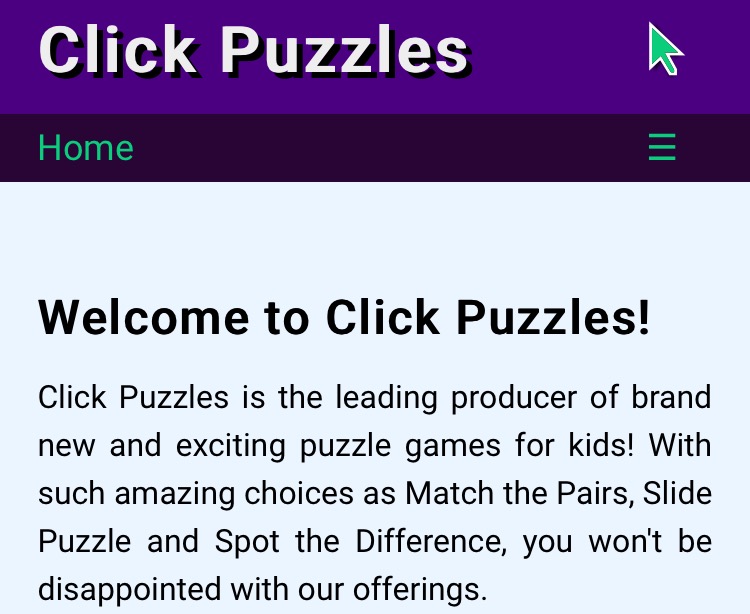 Click Puzzles
Home
Welcome to Click Puzzles!
Click Puzzles is the leading producer of brand
new and exciting puzzle games for kids! With
such amazing choices as Match the Pairs, Slide
Puzzle and Spot the Difference, you won't be
disappointed with our offerings.